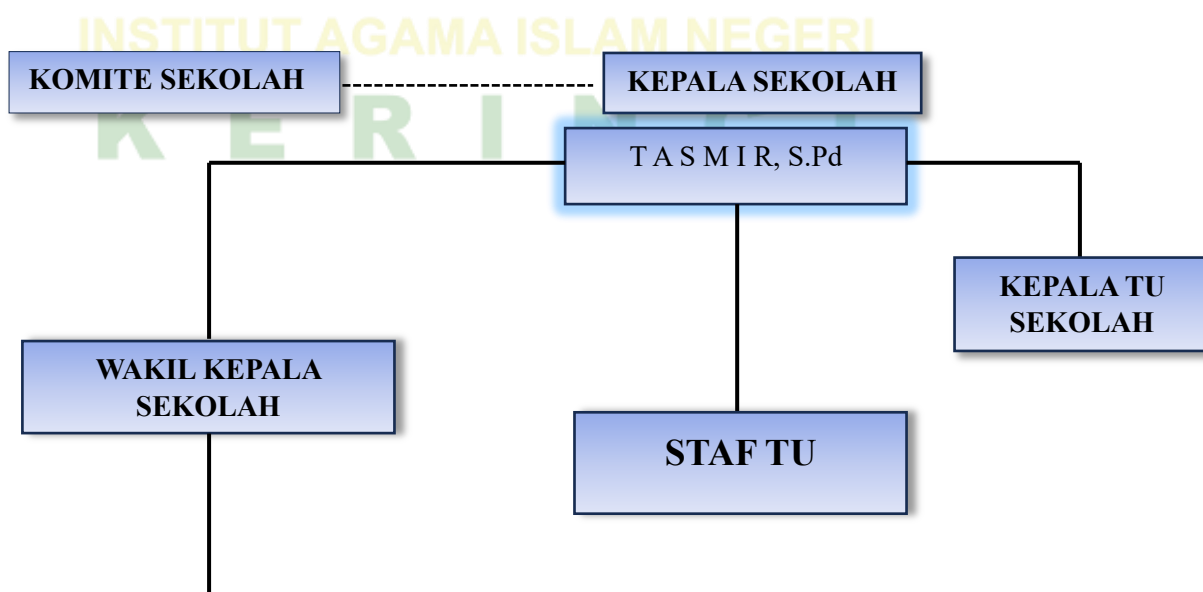 INSTITUT AGAMA ISLAM NEGERI
KOMITE SEKOLAH
KEPALA SEKOLAH
K E R I N C I
T A S M I R, S.Pd
KEPALA TU
SEKOLAH
WAKIL KEPALA
SEKOLAH
STAF TU